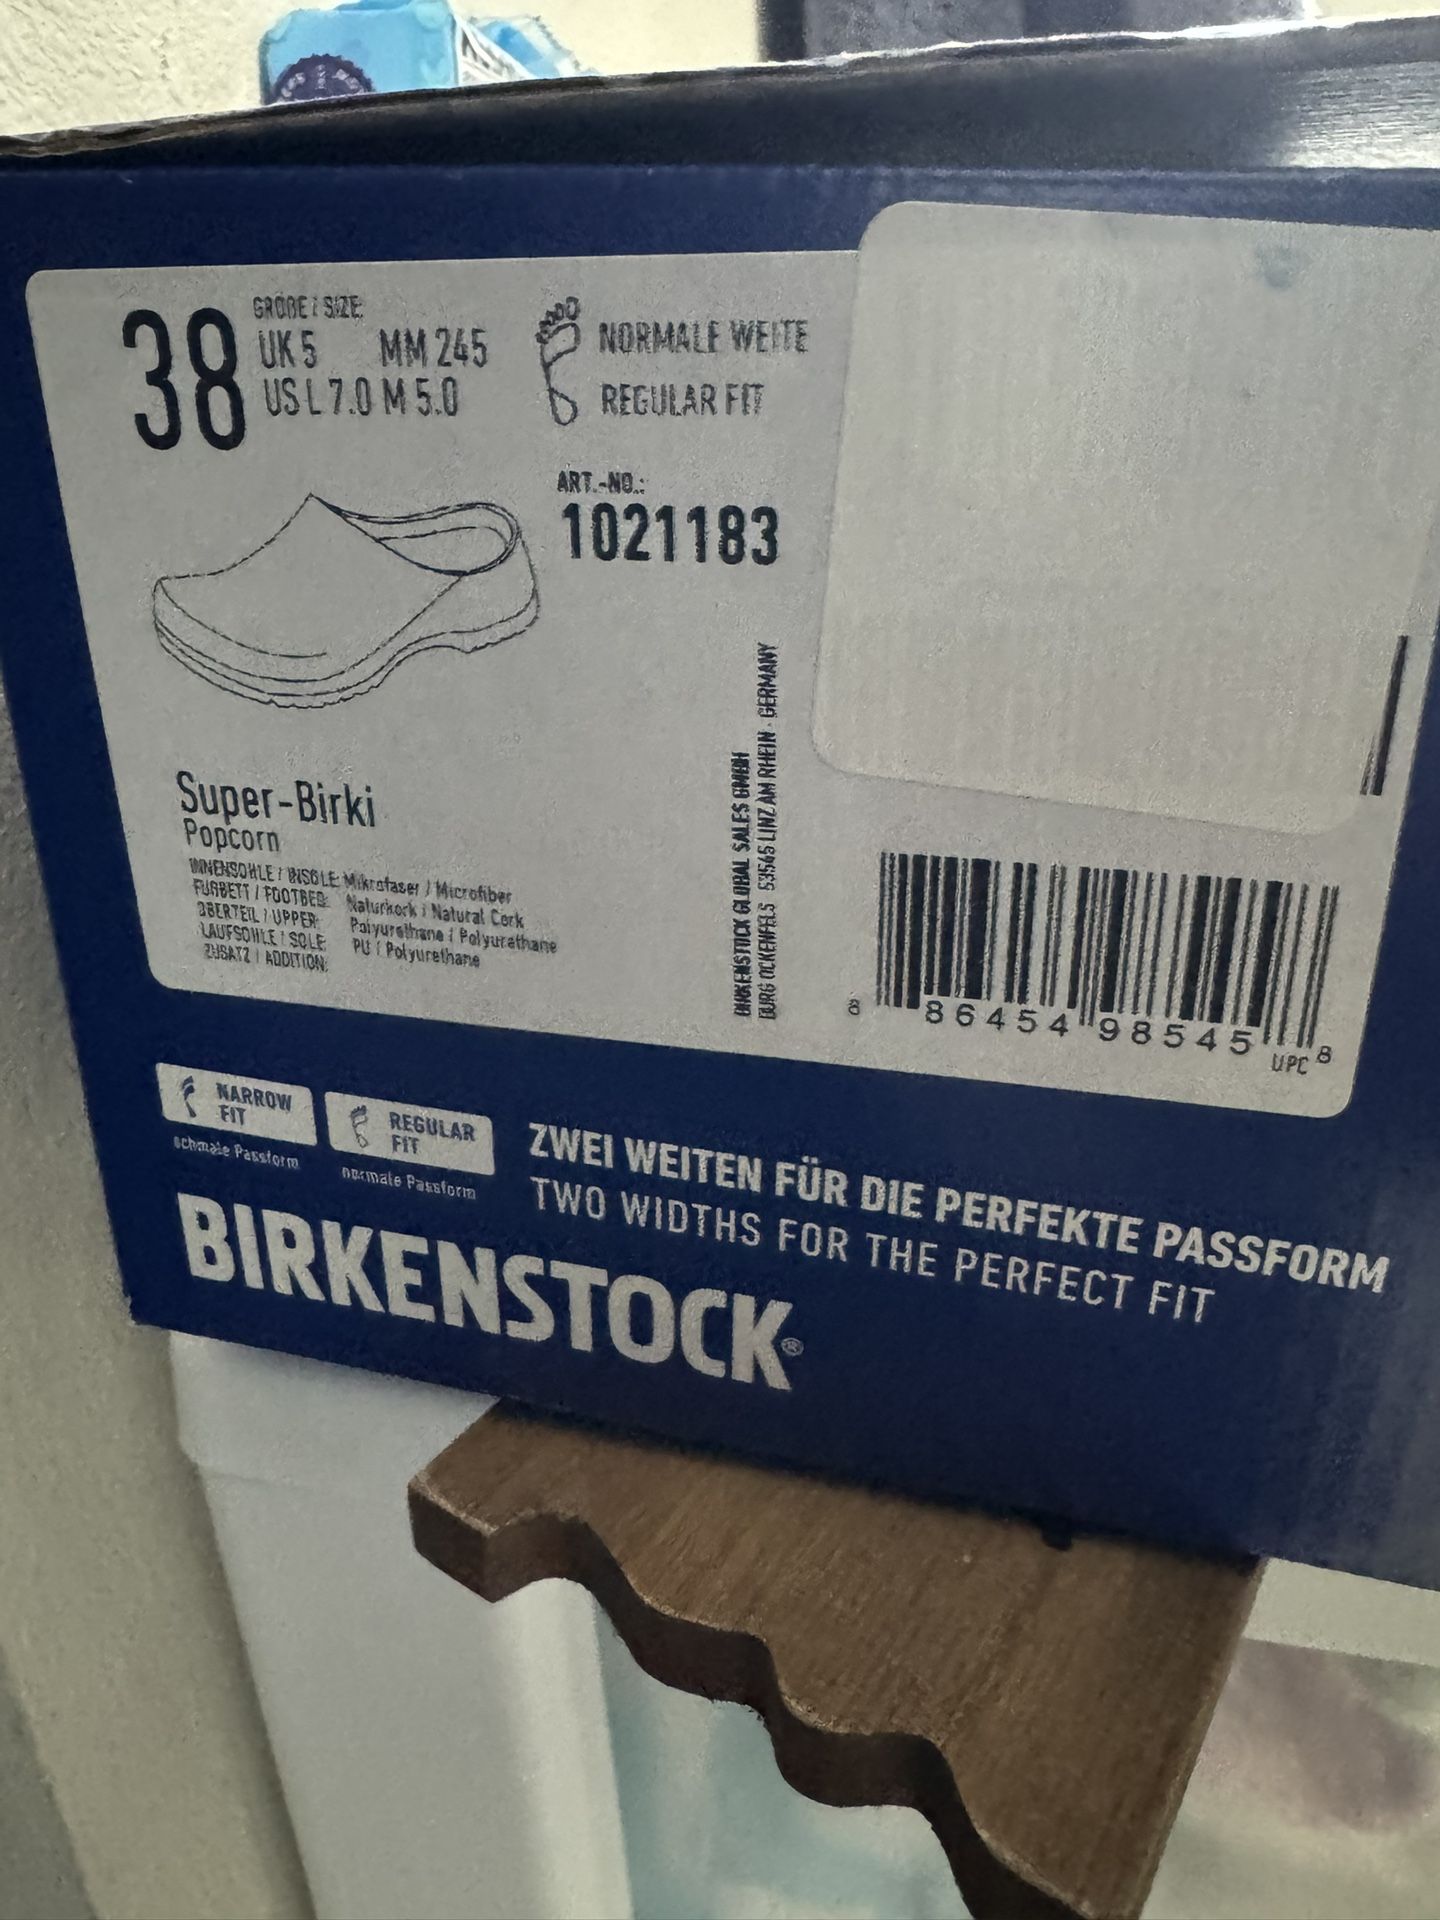 38
GRÖßE / SIZE
UK 5 MM 245
US L 7.0 M 5.0
NORMALE WEITE
REGULAR FIT
ART.-NO.:
1021183
Super-Birki
Popcorn
INNENSOHLE / INSOLE: Mikrofaser / Microfiber
FUßBETT / FOOTBED: Naturkork / Natural Cork
OBERTEIL / UPPER: Polyurethane / Polyurethane
LAUFSOHLE / SOLE: PU / Polyurethane
ZUSATZ / ADDITION:
BIRKENSTOCK GLOBAL SALES GMBH
BURG OCKENFELS 53545 LINZ AM RHEIN - GERMANY
8 86454 98545 8
UPC
NARROW
FIT
schmale Passform
REGULAR
FIT
normale Passform
ZWEI WEITEN FÜR DIE PERFEKTE PASSFORM
TWO WIDTHS FOR THE PERFECT FIT
BIRKENSTOCK®